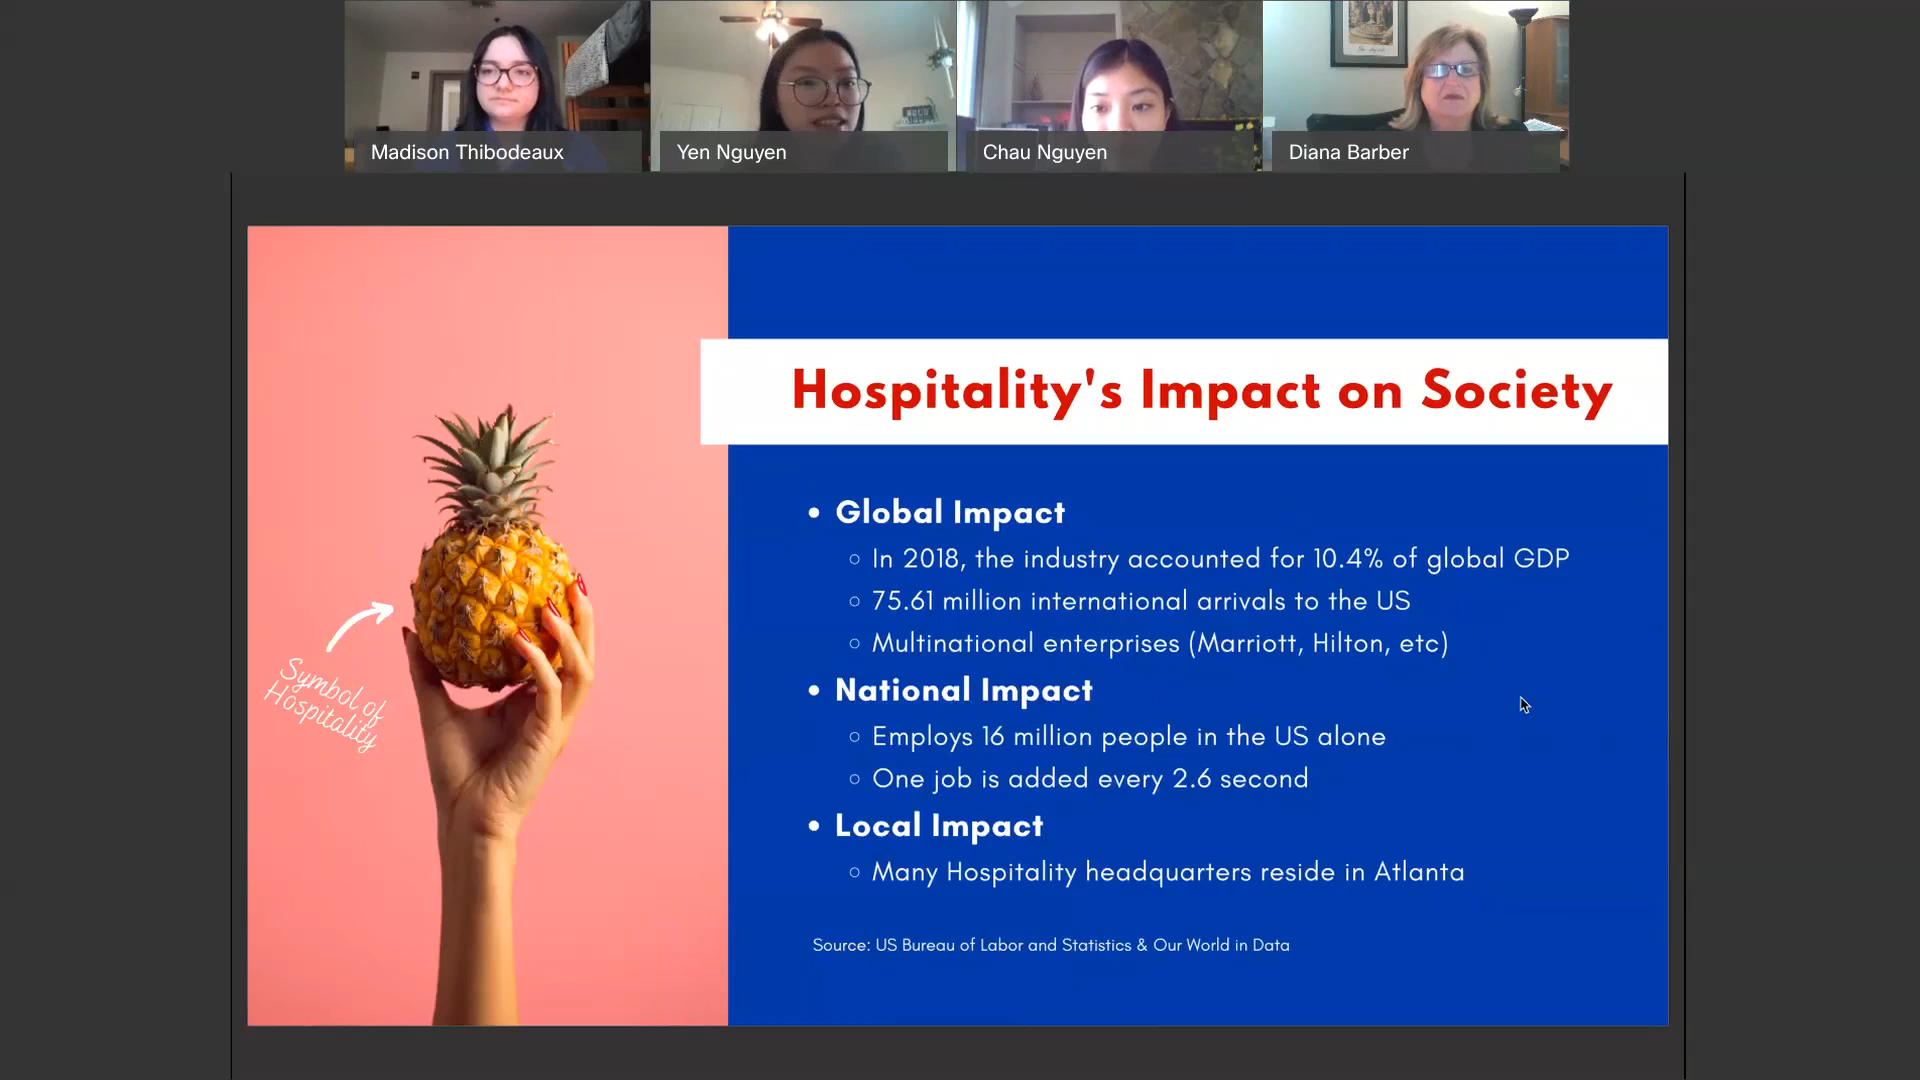 Madison Thibodeaux
Yen Nguyen
Chau Nguyen
Diana Barber
Hospitality's Impact on Society
• Global Impact
○ In 2018, the industry accounted for 10.4% of global GDP
○ 75.61 million international arrivals to the US
○ Multinational enterprises (Marriott, Hilton, etc)
• National Impact
○ Employs 16 million people in the US alone
○ One job is added every 2.6 second
• Local Impact
○ Many Hospitality headquarters reside in Atlanta
Source: US Bureau of Labor and Statistics & Our World in Data
Symbol of
Hospitality